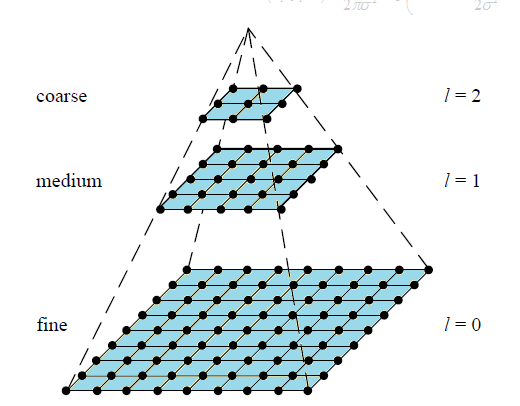 coarse
l = 2
medium
l = 1
fine
l = 0